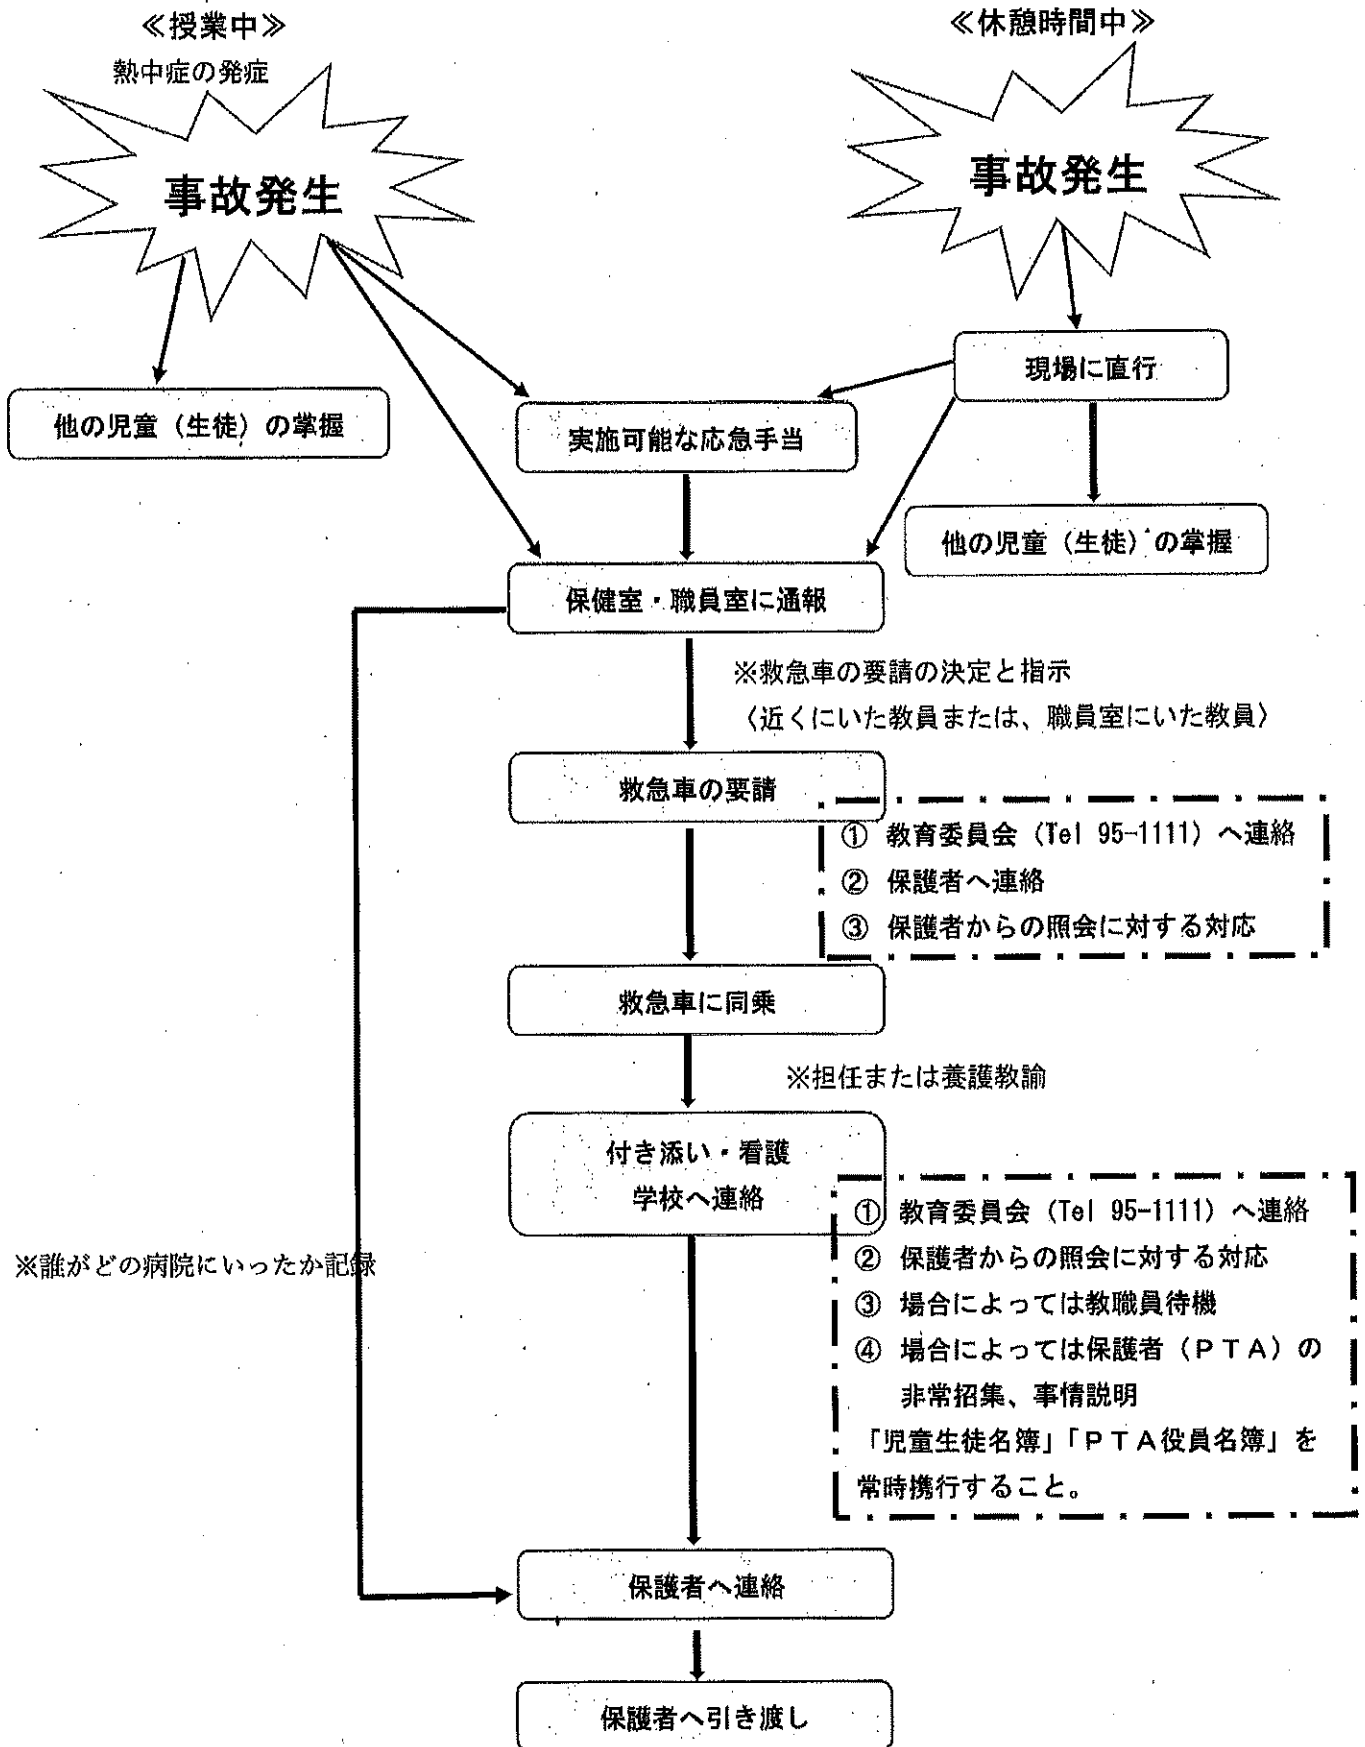 ≪授業中≫
≪休憩時間中≫
熱中症の発症
事故発生
事故発生
現場に直行
他の児童（生徒）の掌握
実施可能な応急手当
他の児童（生徒）の掌握
保健室・職員室に通報
※救急車の要請の決定と指示
〈近くにいた教員または、職員室にいた教員〉
救急車の要請
① 教育委員会（Tel 95-1111）へ連絡
② 保護者へ連絡
③ 保護者からの照会に対する対応
救急車に同乗
※担任または養護教諭
付き添い・看護
学校へ連絡
① 教育委員会（Tel 95-1111）へ連絡
② 保護者からの照会に対する対応
③ 場合によっては教職員待機
④ 場合によっては保護者（ＰＴＡ）の
非常招集、事情説明
「児童生徒名簿」「ＰＴＡ役員名簿」を
常時携行すること。
※誰がどの病院にいったか記録
保護者へ連絡
保護者へ引き渡し